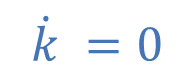 k̇ = 0